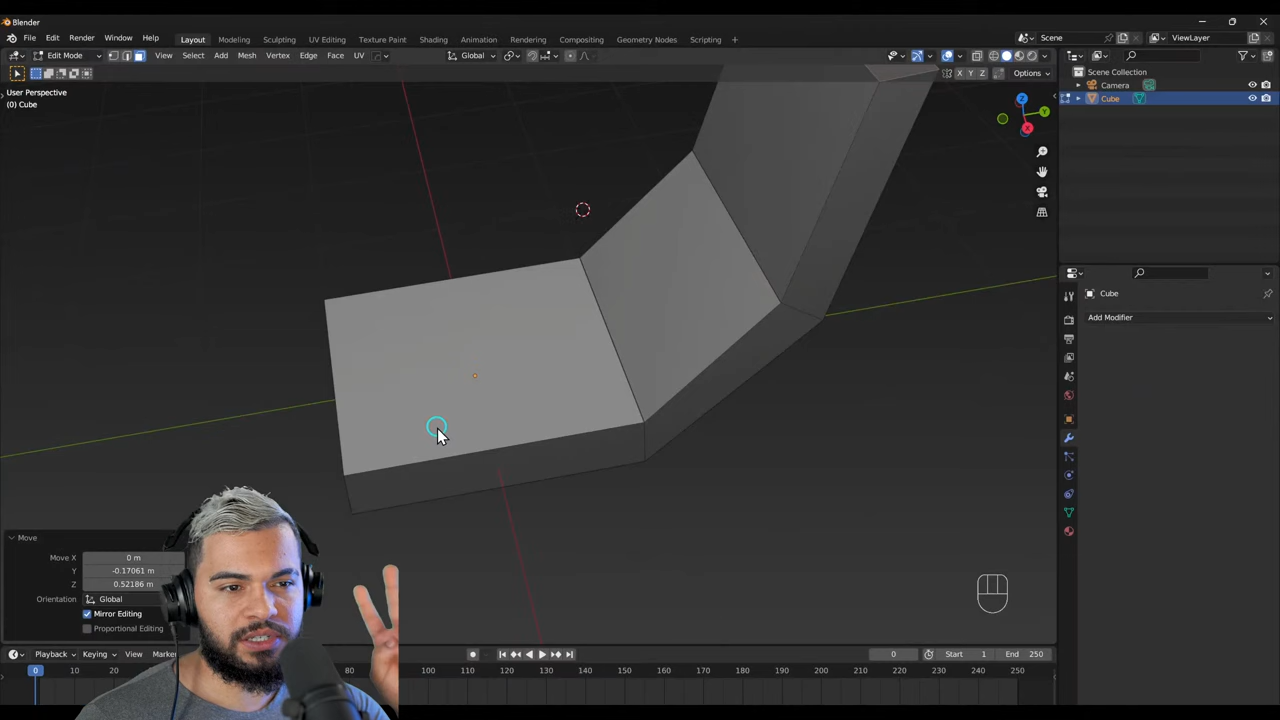 Blender
File Edit Render Window Help Layout Modeling Sculpting UV Editing Texture Paint Shading Animation Rendering Compositing Geometry Nodes Scripting + Scene ViewLayer
Edit Mode View Select Add Mesh Vertex Edge Face UV Global
X Y Z Options
User Perspective
(0) Cube
Scene Collection
Camera
Cube
Z
Y
X
Cube
Add Modifier
Move
Move X 0 m
Y -0.17061 m
Z 0.52186 m
Orientation Global
Mirror Editing
Proportional Editing
Playback Keying View Marker 0 Start 1 End 250
0 10 20 80 90 100 110 120 130 140 150 160 170 180 190 200 210 220 230 240 250